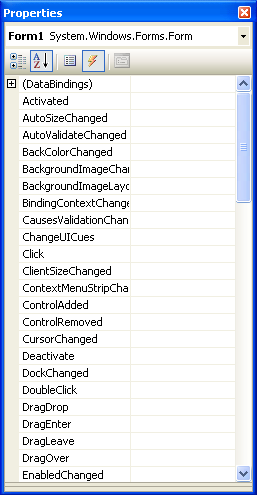 Properties
Form1 System.Windows.Forms.Form
(DataBindings)
Activated
AutoSizeChanged
AutoValidateChanged
BackColorChanged
BackgroundImageChan
BackgroundImageLayo
BindingContextChange
CausesValidationChan
ChangeUICues
Click
ClientSizeChanged
ContextMenuStripCha
ControlAdded
ControlRemoved
CursorChanged
Deactivate
DockChanged
DoubleClick
DragDrop
DragEnter
DragLeave
DragOver
EnabledChanged